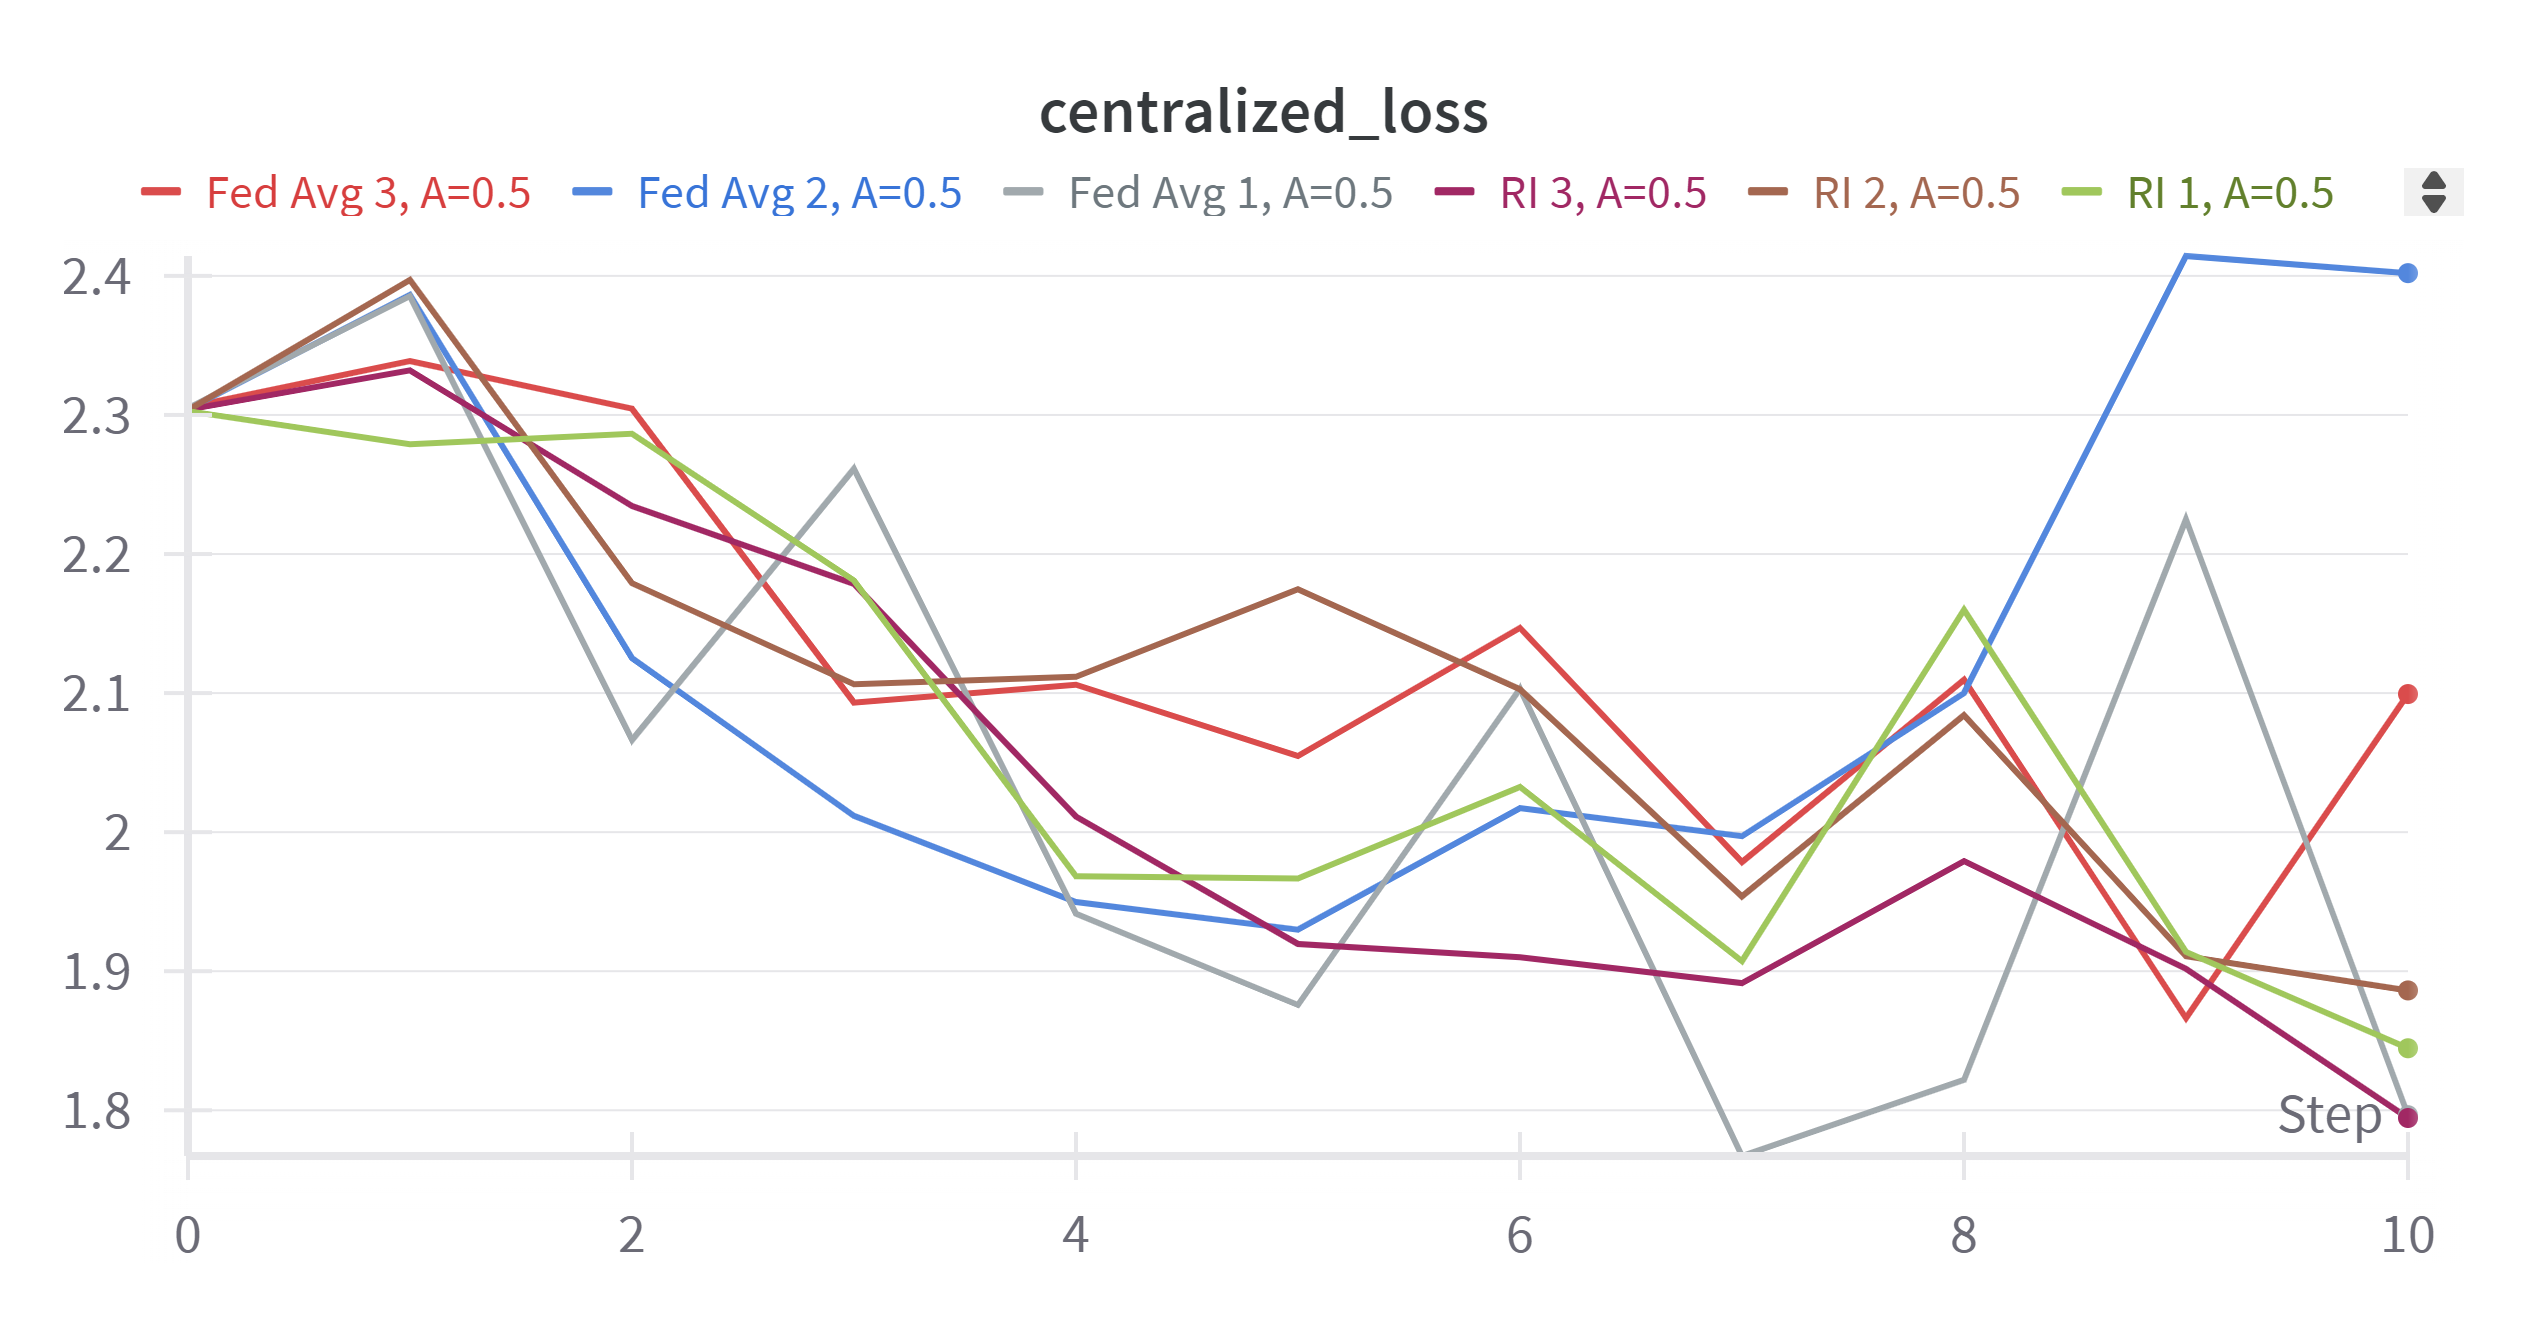 centralized_loss
Fed Avg 3, A=0.5 Fed Avg 2, A=0.5 Fed Avg 1, A=0.5 RI 3, A=0.5 RI 2, A=0.5 RI 1, A=0.5
2.4
2.3
2.2
2.1
2
1.9
1.8
Step
0 2 4 6 8 10